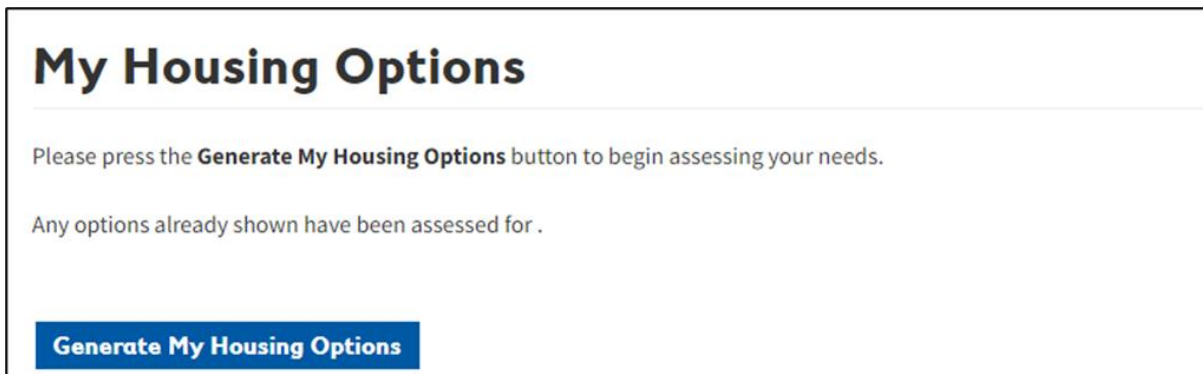 My Housing Options
Please press the Generate My Housing Options button to begin assessing your needs.
Any options already shown have been assessed for .
Generate My Housing Options